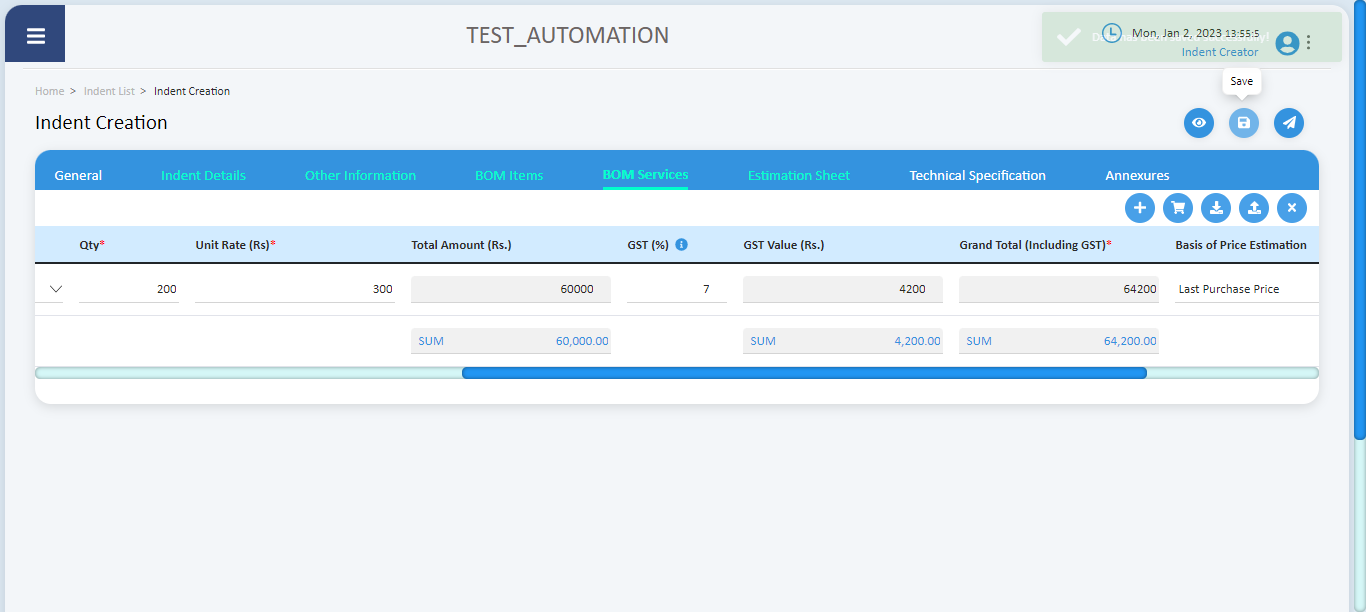 TEST_AUTOMATION
Mon, Jan 2, 2023 13:55:5
Indent Creator
Save
Home > Indent List > Indent Creation
Indent Creation
General Indent Details Other Information BOM Items BOM Services Estimation Sheet Technical Specification Annexures
Qty* Unit Rate (Rs)* Total Amount (Rs.) GST (%) GST Value (Rs.) Grand Total (Including GST)* Basis of Price Estimation
200 300 60000 7 4200 64200 Last Purchase Price
SUM 60,000.00 SUM 4,200.00 SUM 64,200.00